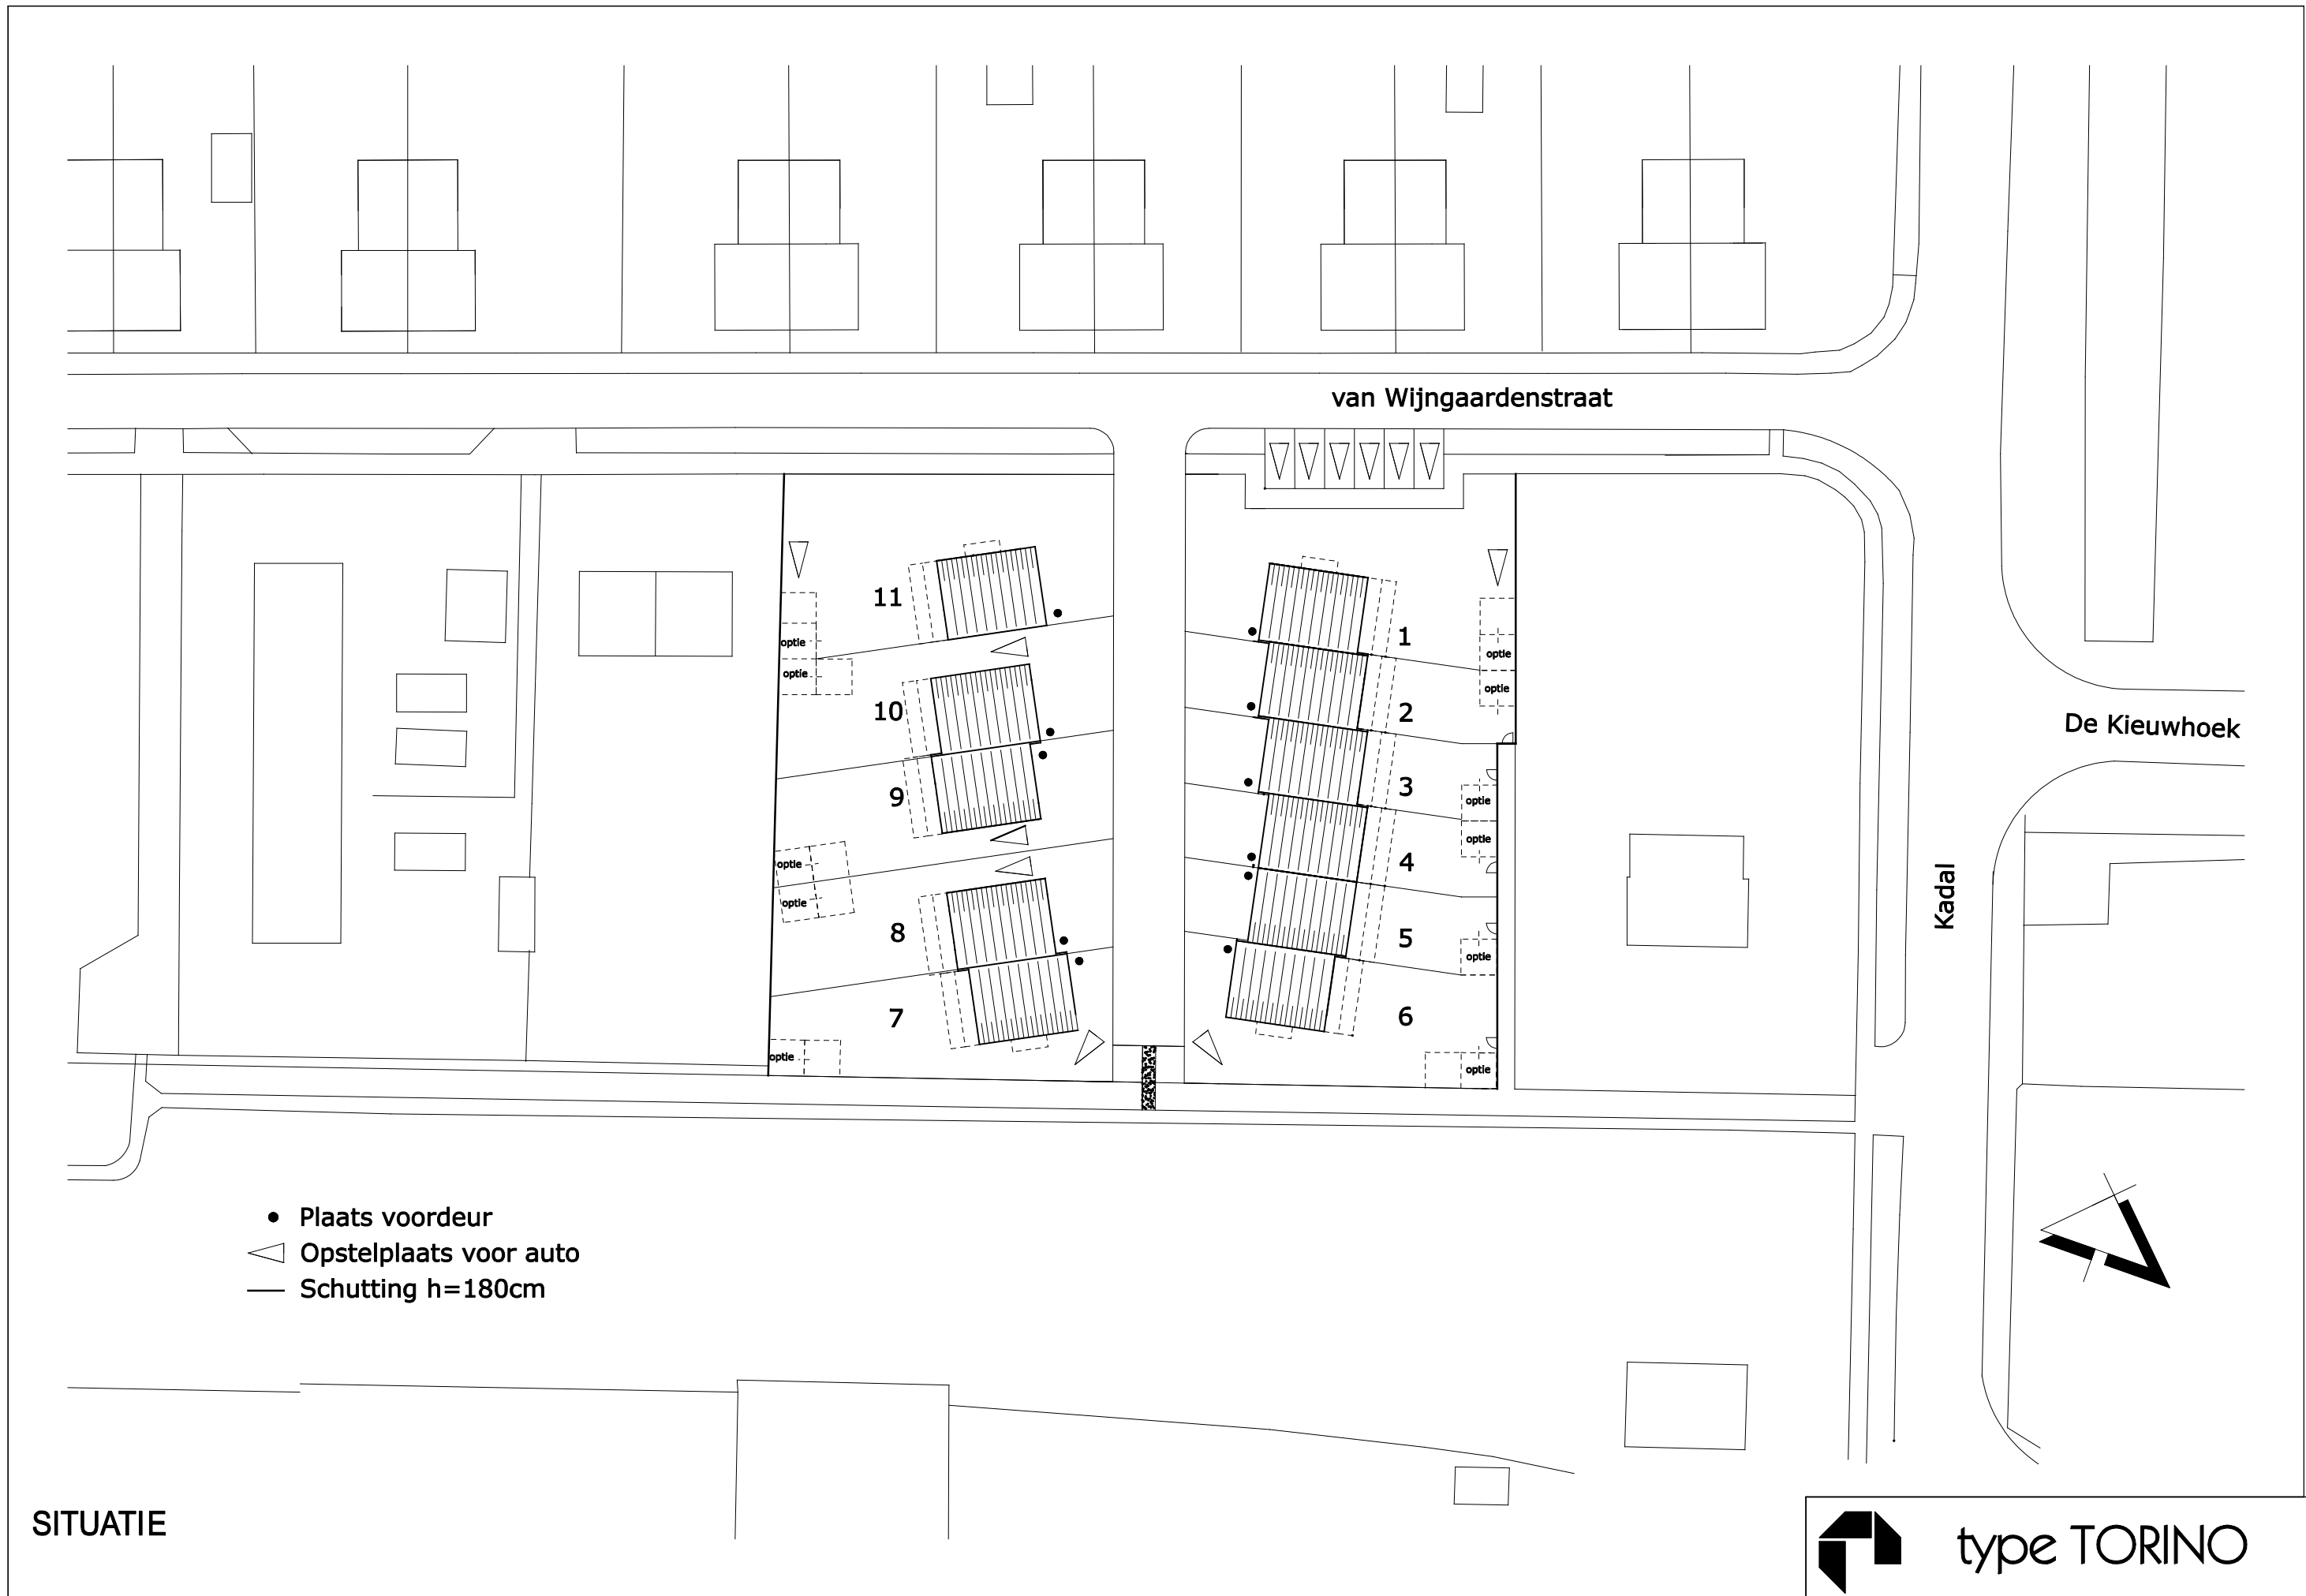 van Wijngaardenstraat
11
1
optie
optie
optie
optie
De Kieuwhoek
10
2
9
3
optie
optie
4
optie
optie
Kadal
8
5
optie
7
6
optie
optie
Plaats voordeur
Opstelplaats voor auto
Schutting h=180cm
SITUATIE
type TORINO